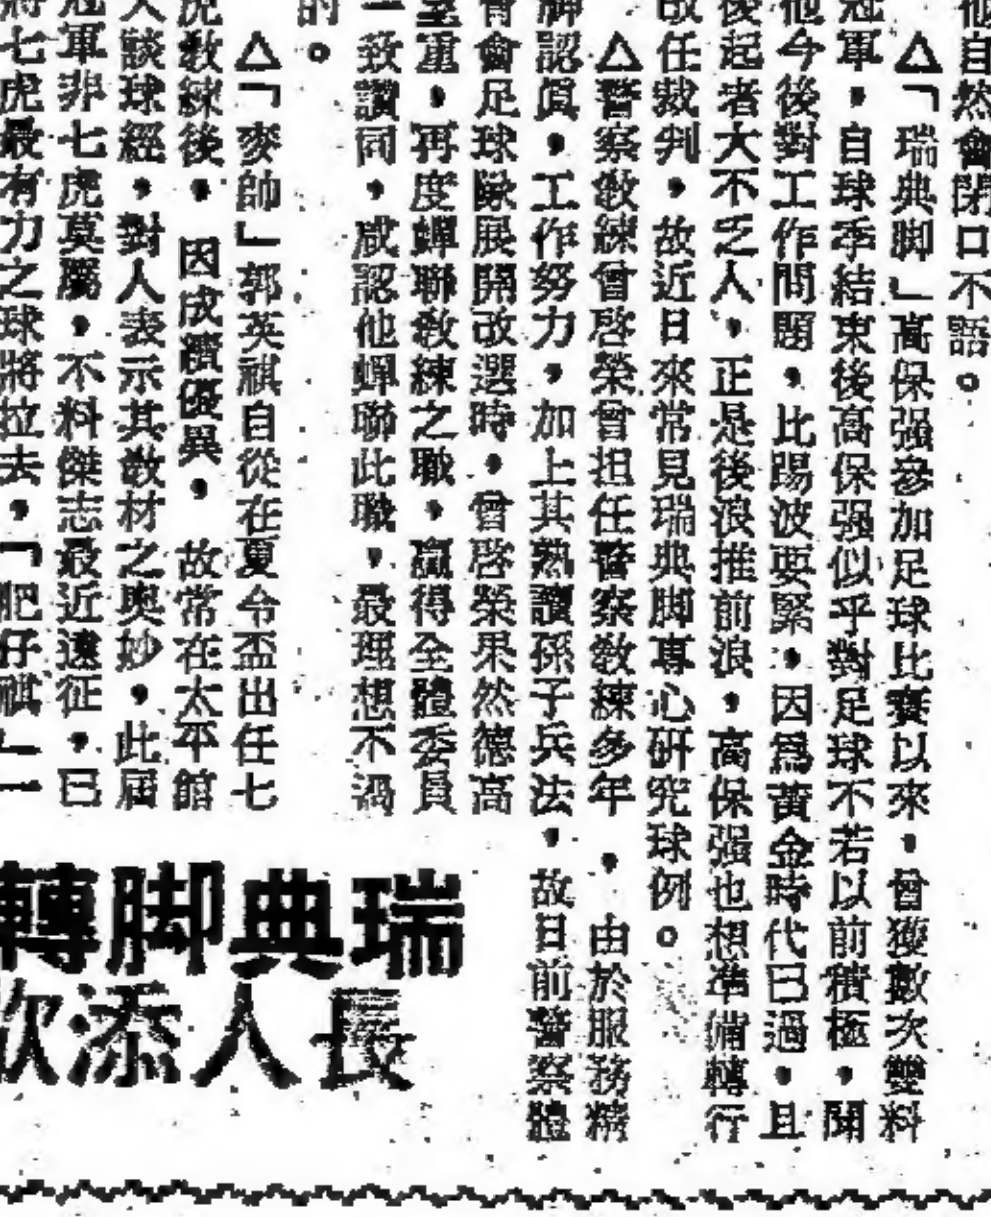 他自然會閉口不語。
△「瑞典脚」高保强參加足球比賽以來，曾獲數次雙料
冠軍，自球季結束後高保强似乎對足球不若以前積極，聞
他今後對工作問題，比踢波要緊，因爲黃金時代已過，且
後起者大不乏人，正是後浪推前浪，高保强也想準備轉行
改任裁判，故近日來常見瑞典脚專心研究球例。
△警察敎練曾啓榮曾担任警察敎練多年，由於服務精
神認眞，工作努力，加上其熟讀孫子兵法，故日前警察體
育會足球隊展開改選時，曾啓榮果然德高
望重，再度蟬聯敎練之職，贏得全體委員
一致讚同，咸認他蟬聯此職，最理想不過
的。
△「麥帥」郭英祺自從在夏令盃出任七
虎敎練後，因成績優異，故常在太平館
大談球經，對人表示其敎材之奥妙，此屆
冠軍非七虎莫屬，不料傑志最近遠征，已
將七虎最有力之球將拉去，「肥仔祺」一
瑞典脚轉
長人添